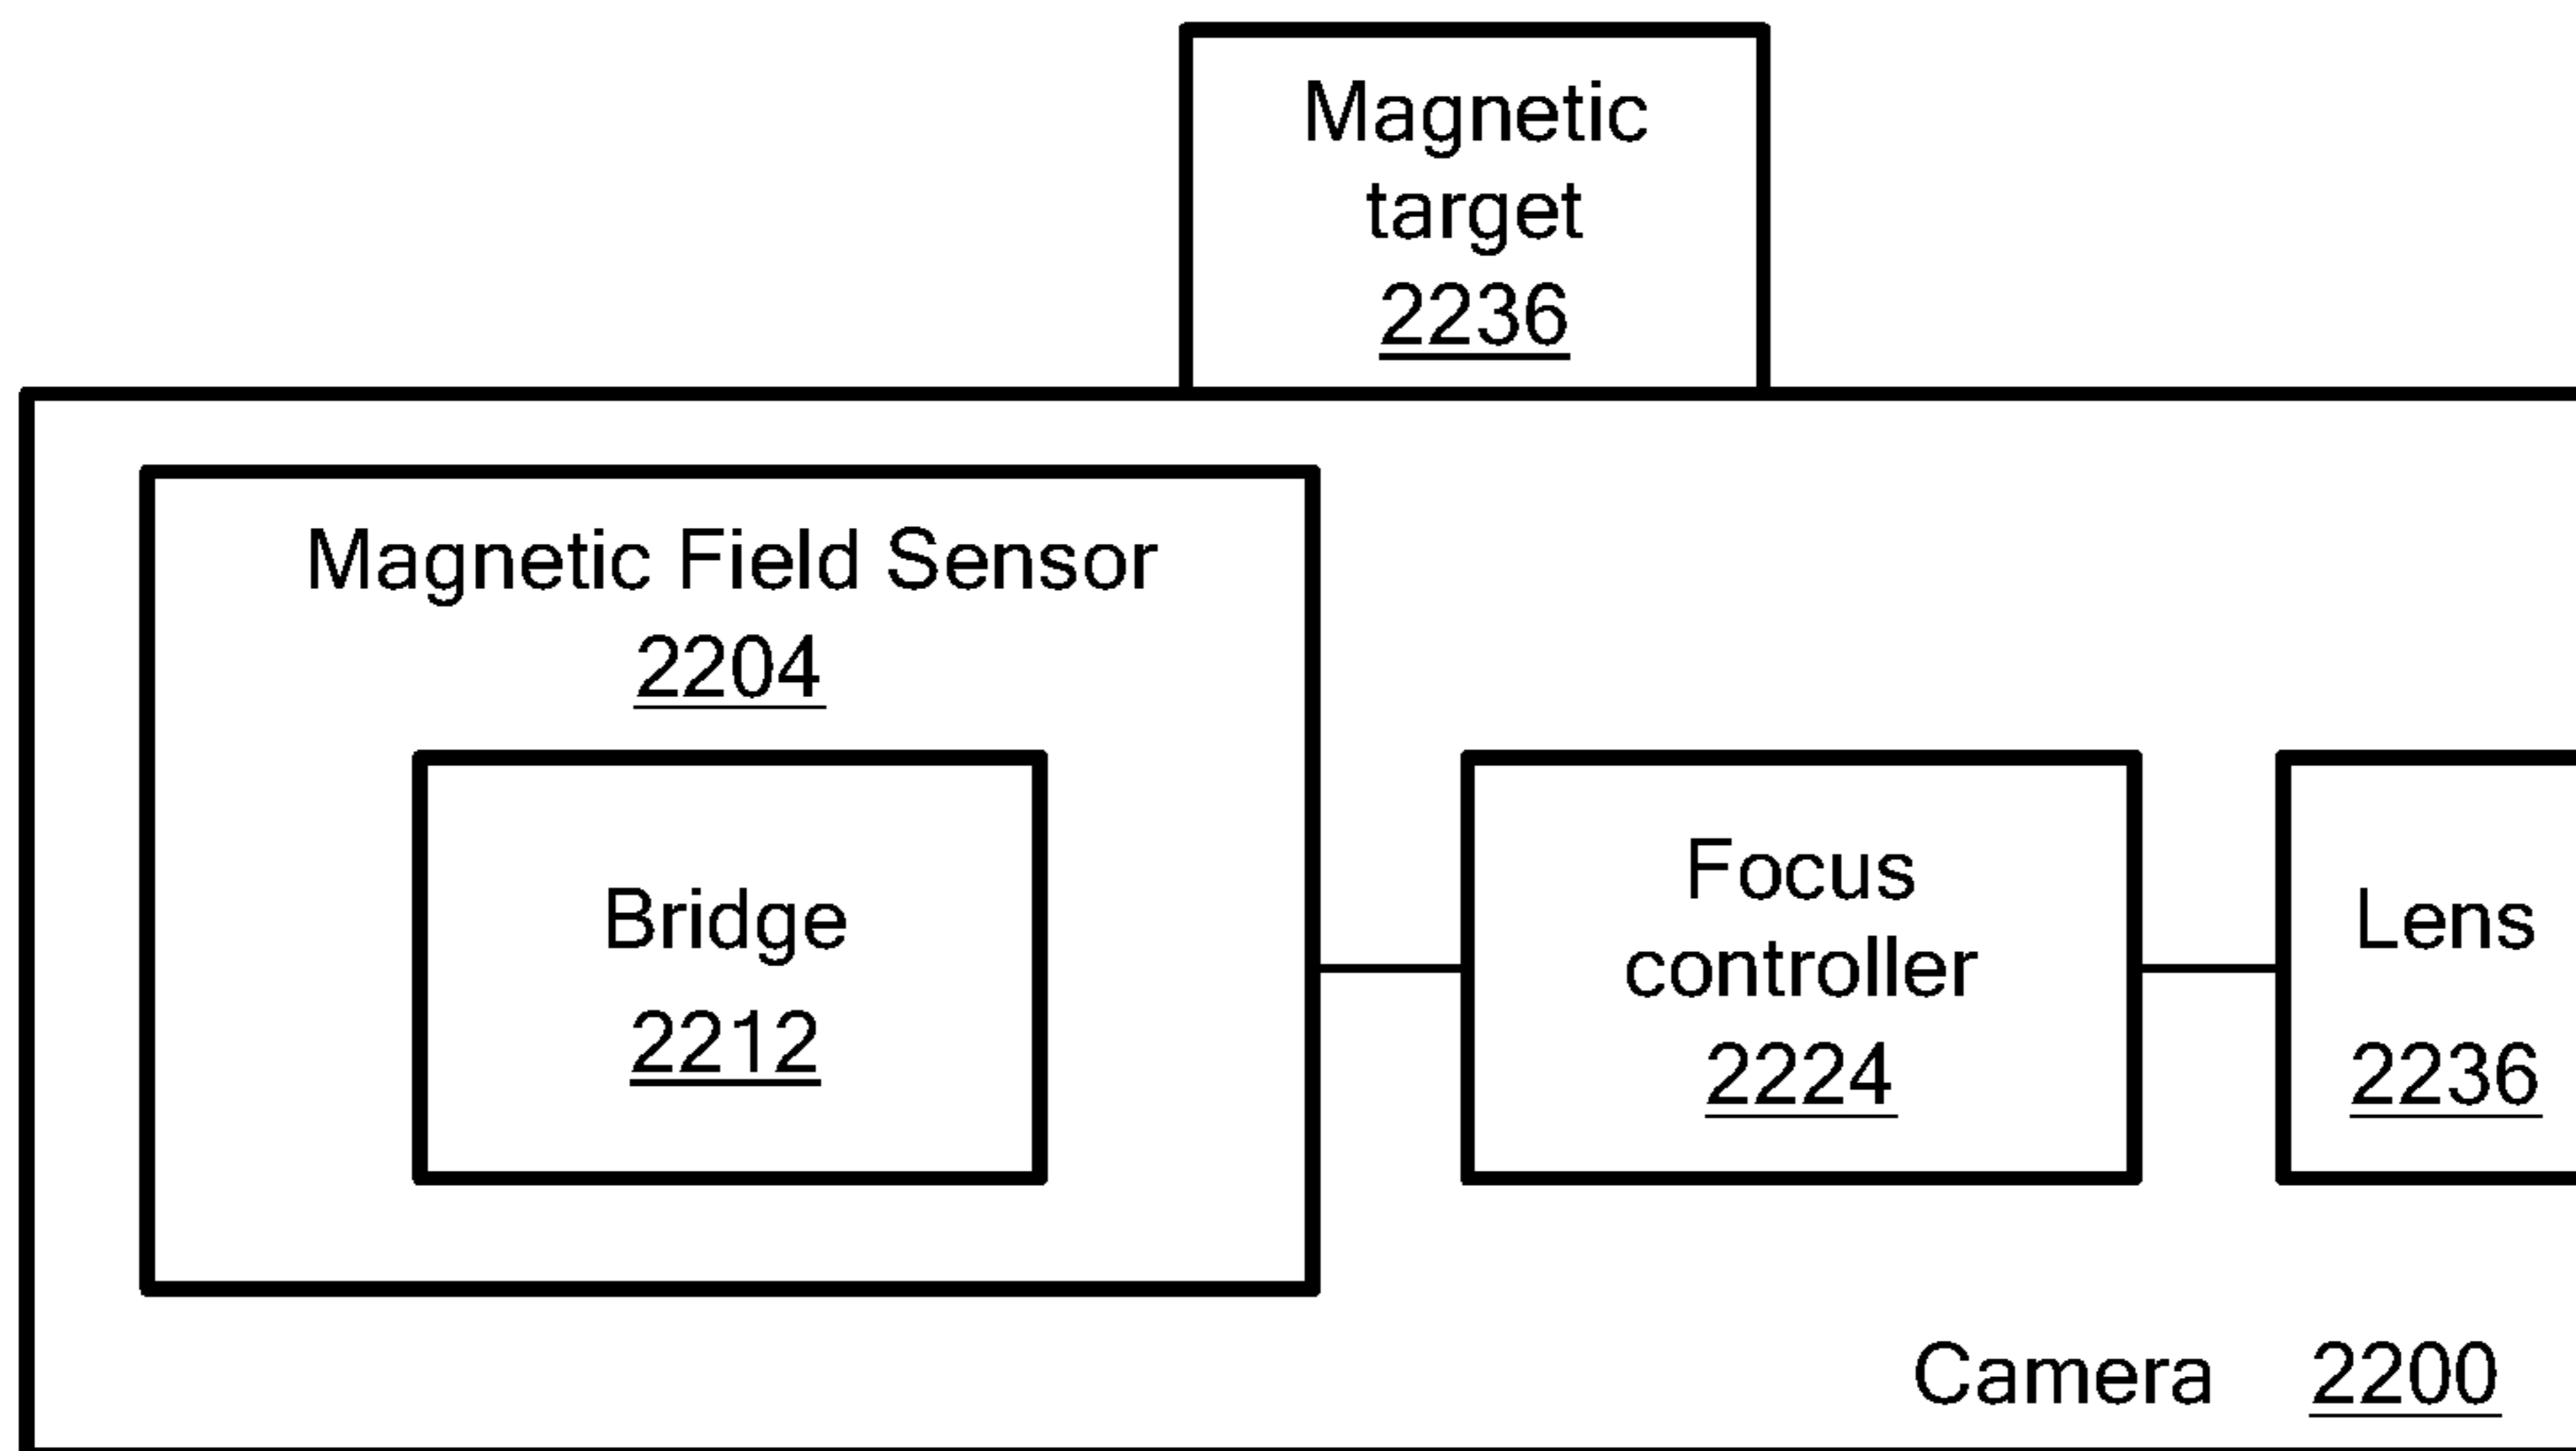 Magnetic
target
2236
Magnetic Field Sensor
2204
Bridge
2212
Focus
controller
2224
Lens
2236
Camera 2200